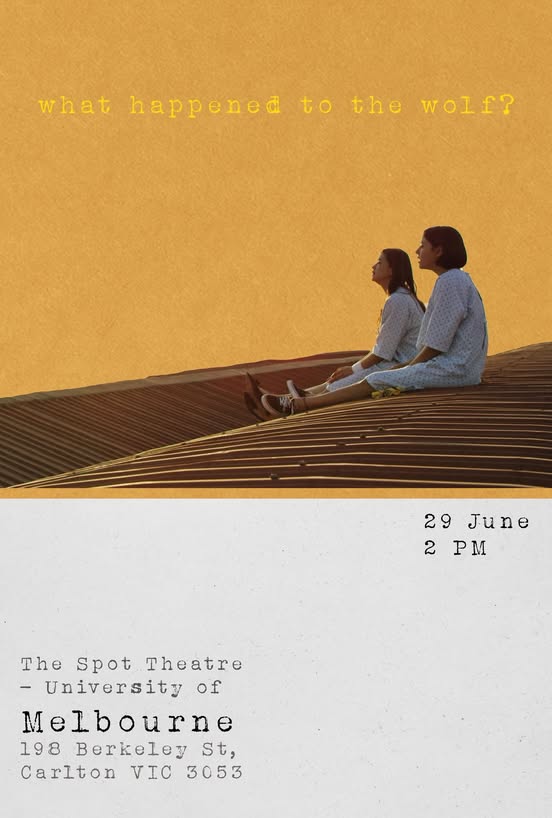 what happened to the wolf?
29 June
2 PM
The Spot Theatre
– University of
Melbourne
198 Berkeley St,
Carlton VIC 3053